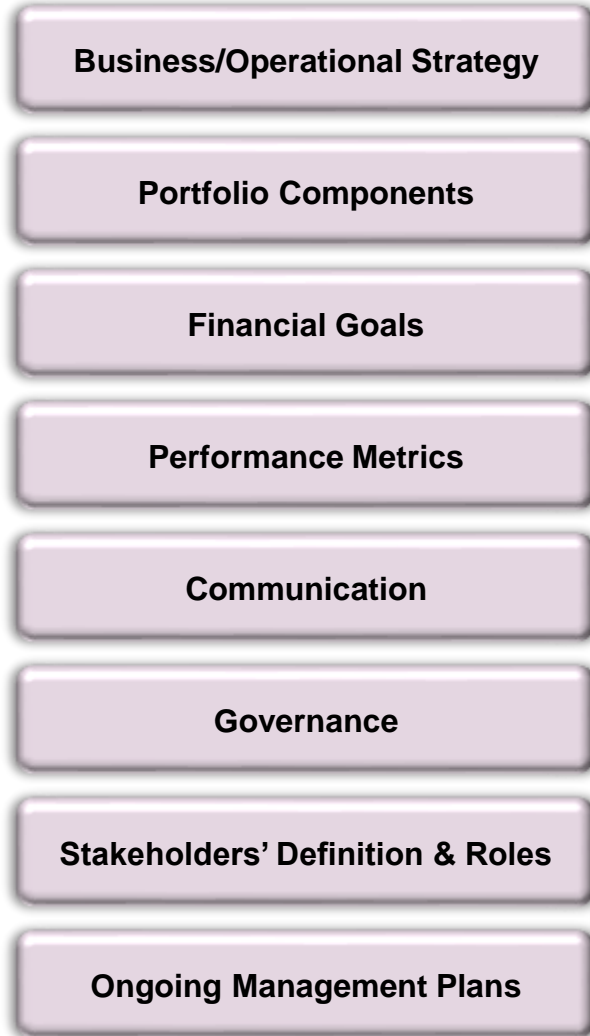 Business/Operational Strategy
Portfolio Components
Financial Goals
Performance Metrics
Communication
Governance
Stakeholders’ Definition & Roles
Ongoing Management Plans